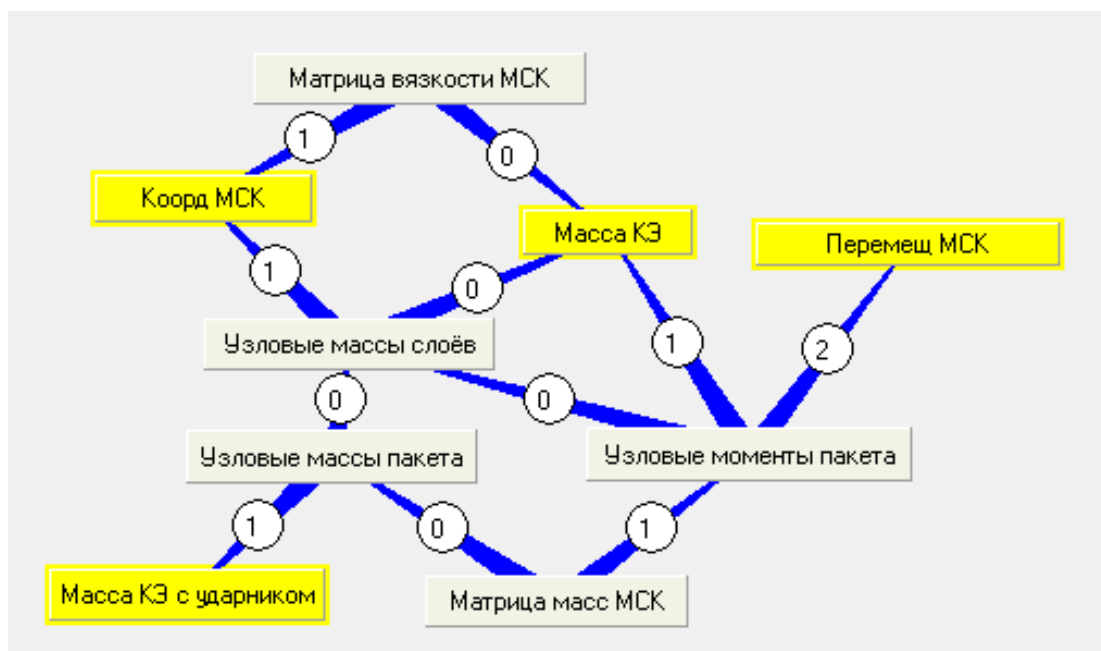 Матрица вязкости МСК
1
0
Коорд МСК
Масса КЭ
Перемещ МСК
1
0
Узловые массы слоёв
1
2
0
0
Узловые массы пакета
Узловые моменты пакета
1
0
1
Масса КЭ с ударником
Матрица масс МСК